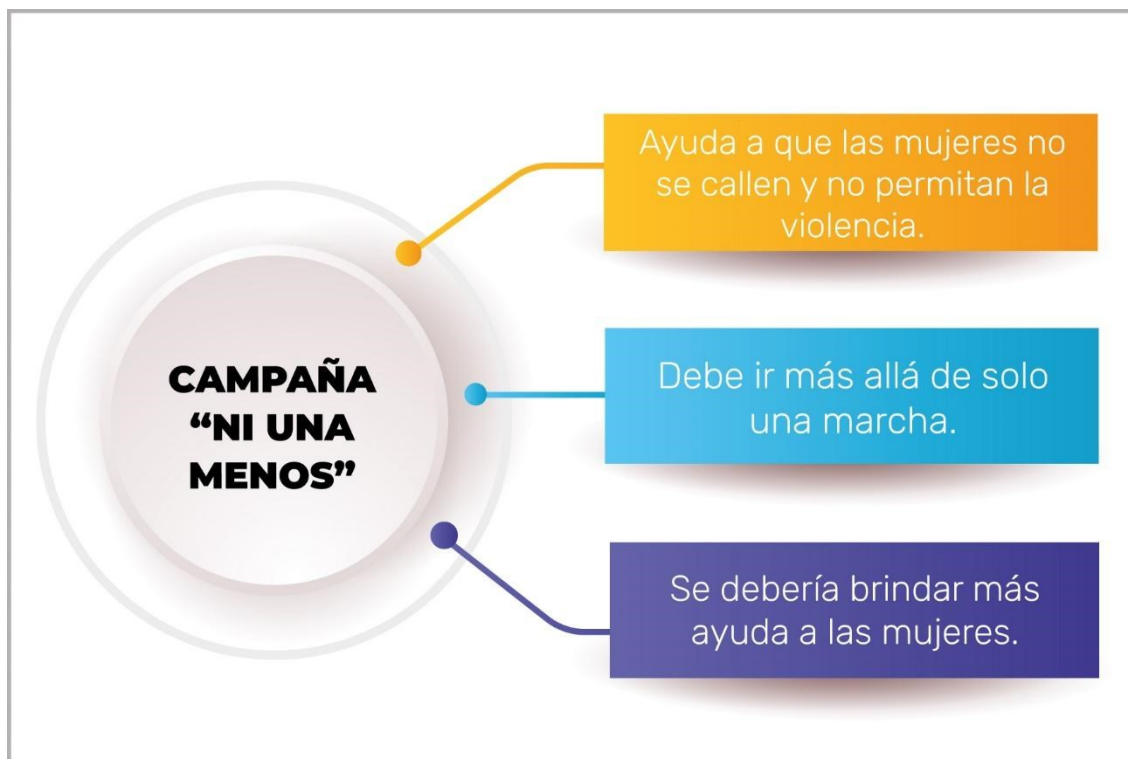 CAMPAÑA
“NI UNA
MENOS”
Ayuda a que las mujeres no
se callen y no permitan la
violencia.
Debe ir más allá de solo
una marcha.
Se debería brindar más
ayuda a las mujeres.